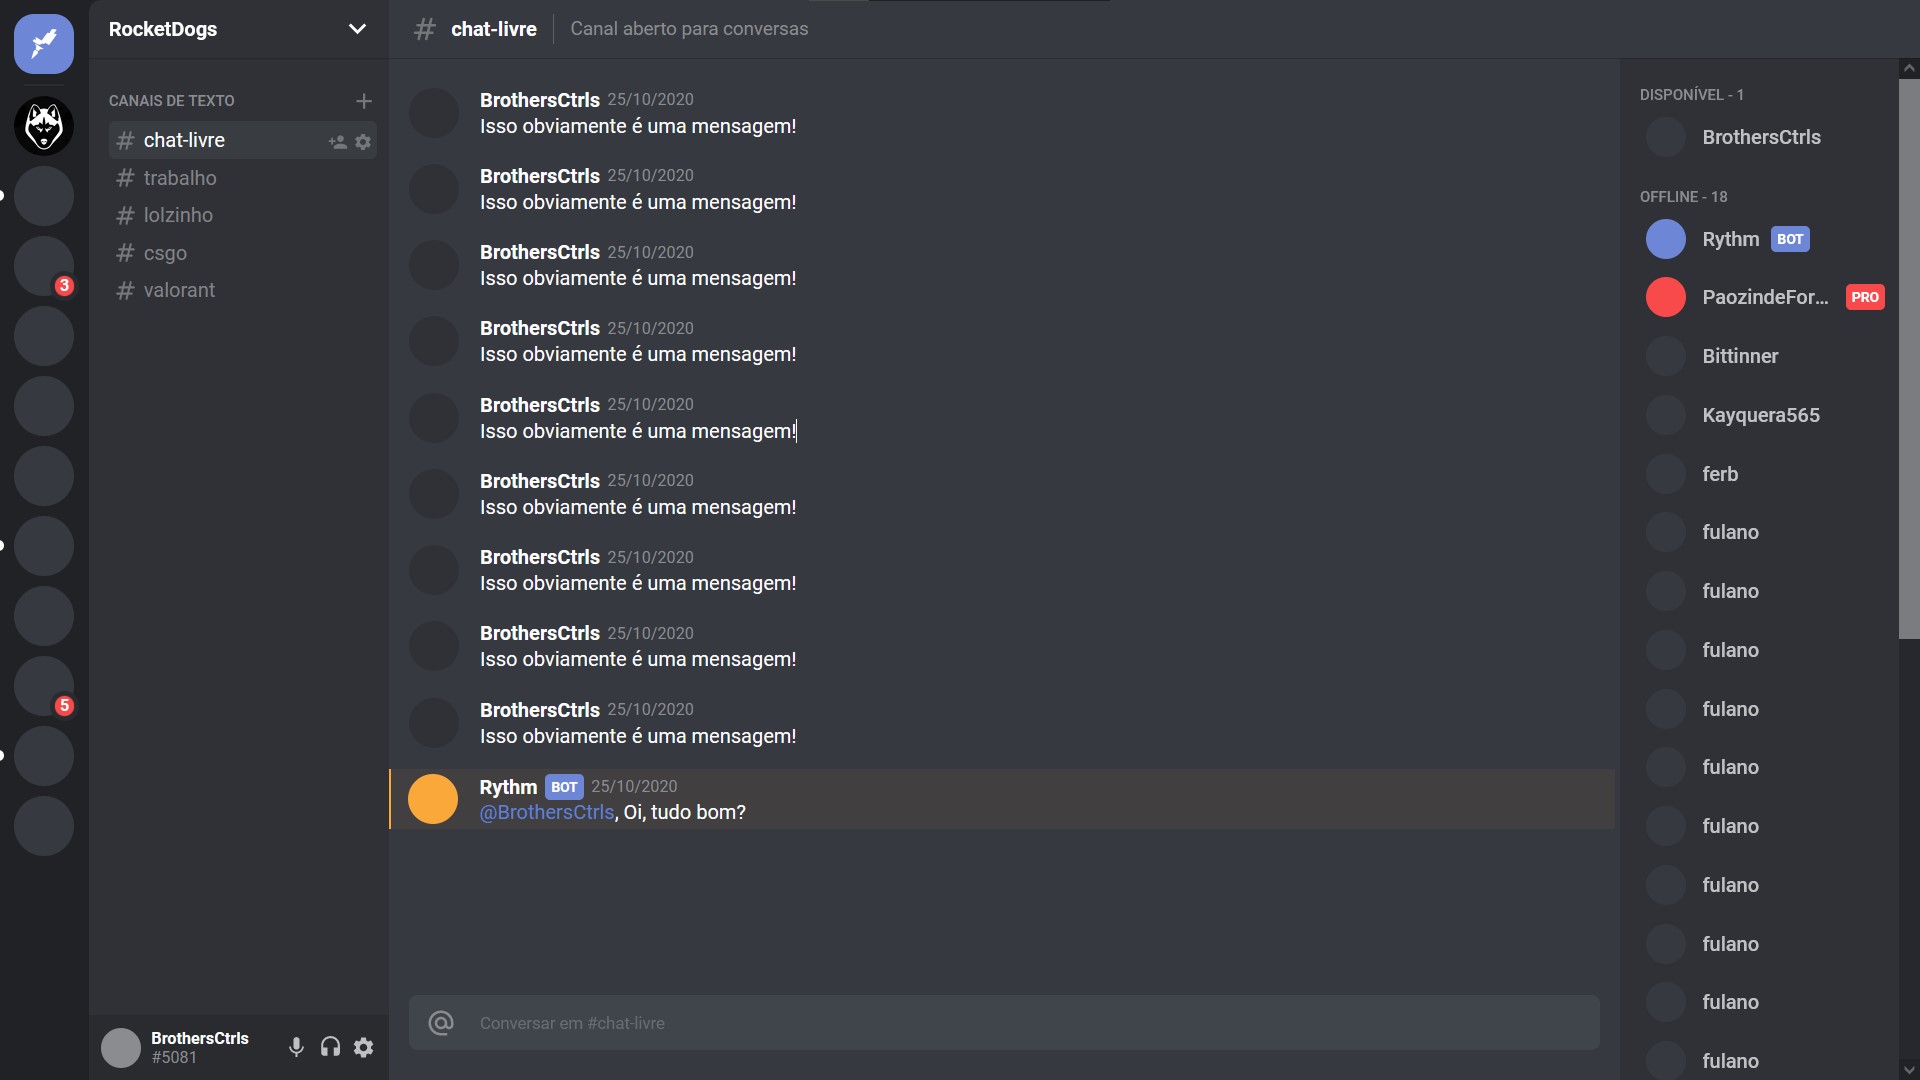 RocketDogs
CANAIS DE TEXTO
# chat-livre
# trabalho
# lolzinho
# csgo
# valorant
3
5
BrothersCtrls
#5081
# chat-livre
Canal aberto para conversas
BrothersCtrls 25/10/2020
Isso obviamente é uma mensagem!
BrothersCtrls 25/10/2020
Isso obviamente é uma mensagem!
BrothersCtrls 25/10/2020
Isso obviamente é uma mensagem!
BrothersCtrls 25/10/2020
Isso obviamente é uma mensagem!
BrothersCtrls 25/10/2020
Isso obviamente é uma mensagem!
BrothersCtrls 25/10/2020
Isso obviamente é uma mensagem!
BrothersCtrls 25/10/2020
Isso obviamente é uma mensagem!
BrothersCtrls 25/10/2020
Isso obviamente é uma mensagem!
BrothersCtrls 25/10/2020
Isso obviamente é uma mensagem!
Rythm BOT 25/10/2020
@BrothersCtrls, Oi, tudo bom?
@ Conversar em #chat-livre
DISPONÍVEL - 1
BrothersCtrls
OFFLINE - 18
Rythm BOT
PaozindeFor... PRO
Bittinner
Kayquera565
ferb
fulano
fulano
fulano
fulano
fulano
fulano
fulano
fulano
fulano
fulano